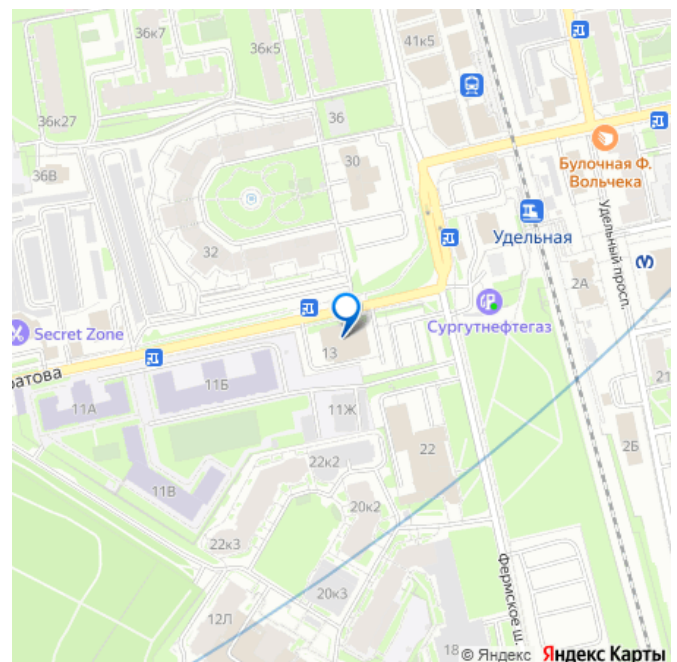 36к7
36к5
41к5
36к27
36
36В
30
Булочная Ф.
Вольчека
Удельный просп.
32
Удельная
2А
Secret Zone
Сургутнефтегаз
13
ратова
11Б
11А
11Ж
21
22
2Б
22к2
11В
20к2
22к3
Фермское ш.
20к3
12Л
18
© Яндекс Яндекс Карты